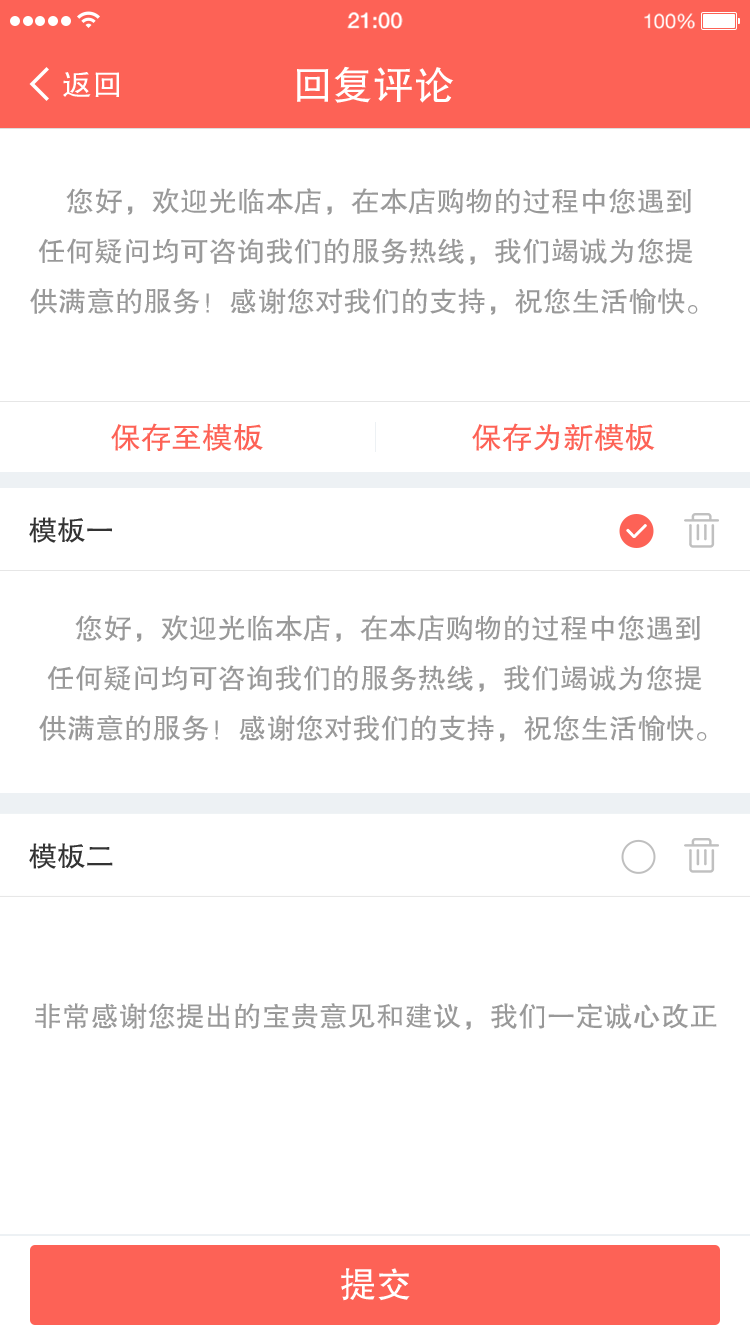 21:00 100%
返回 回复评论
您好，欢迎光临本店，在本店购物的过程中您遇到
任何疑问均可咨询我们的服务热线，我们竭诚为您提
供满意的服务！感谢您对我们的支持，祝您生活愉快。
保存至模板 保存为新模板
模板一
您好，欢迎光临本店，在本店购物的过程中您遇到
任何疑问均可咨询我们的服务热线，我们竭诚为您提
供满意的服务！感谢您对我们的支持，祝您生活愉快。
模板二
非常感谢您提出的宝贵意见和建议，我们一定诚心改正
提交